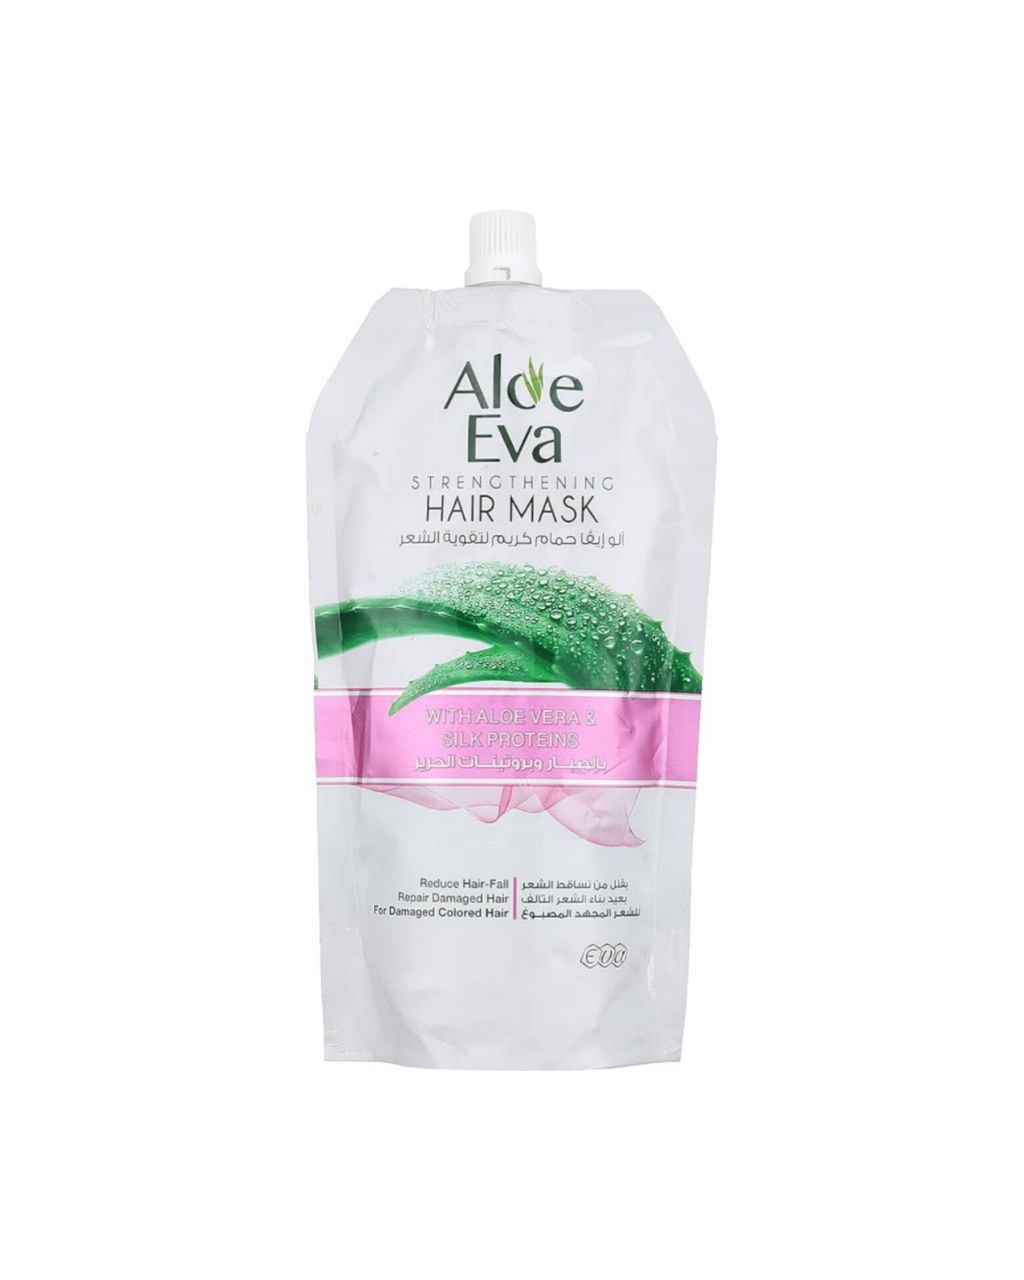 Aloe
Eva
STRENGTHENING
HAIR MASK
ألو إيڤا حمام كريم لتقوية الشعر
WITH ALOE VERA &
SILK PROTEINS
بالصبار وبروتينات الحرير
Reduce Hair-Fall
Repair Damaged Hair
For Damaged Colored Hair
يقلل من تساقط الشعر
يعيد بناء الشعر التالف
للشعر المجهد المصبوغ
Eva